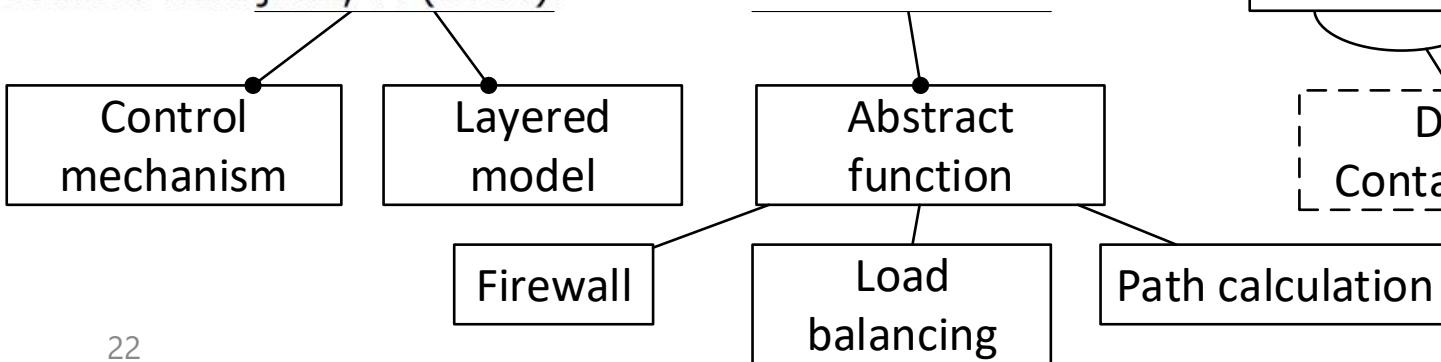 Control
mechanism
Layered
model
Abstract
function
Firewall
Load
balancing
Path calculation
22